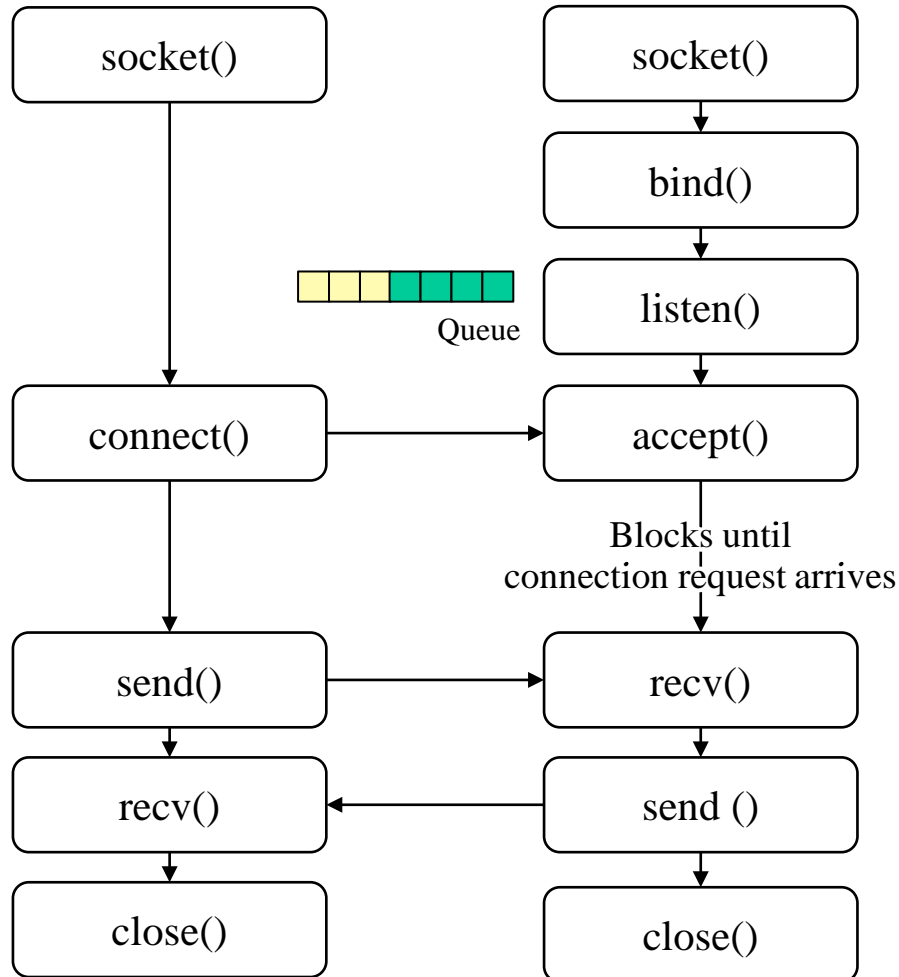 socket()
socket()
bind()
listen()
Queue
connect()
accept()
Blocks until
connection request arrives
send()
recv()
recv()
send ()
close()
close()